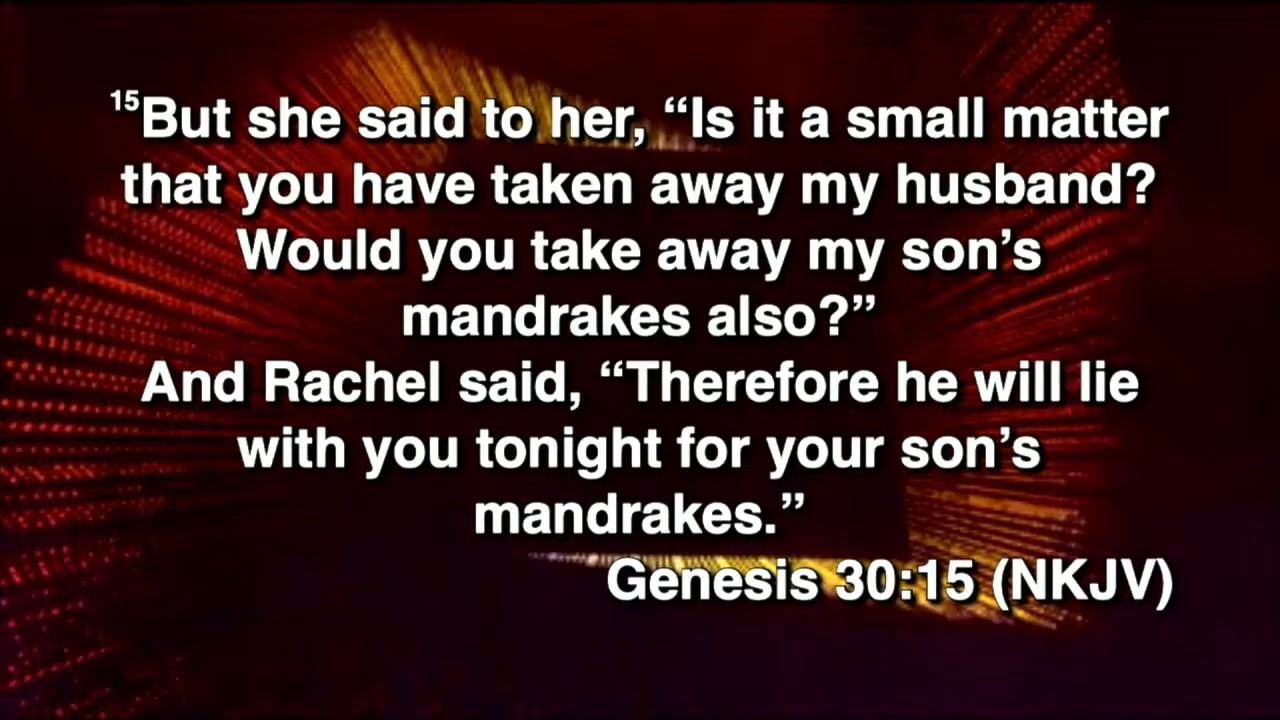 15But she said to her, “Is it a small matter
that you have taken away my husband?
Would you take away my son’s
mandrakes also?”
And Rachel said, “Therefore he will lie
with you tonight for your son’s
mandrakes.”
Genesis 30:15 (NKJV)